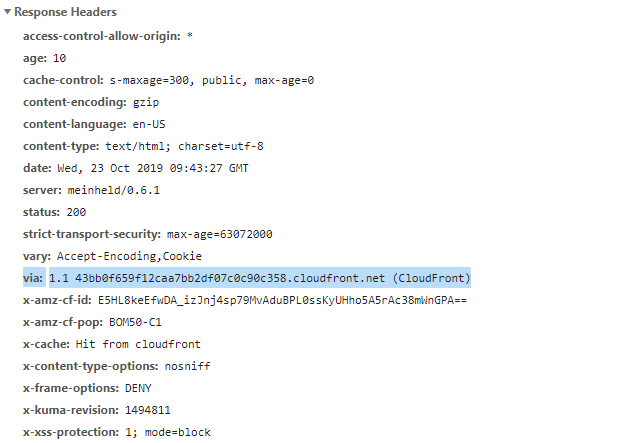 Response Headers
access-control-allow-origin: *
age: 10
cache-control: s-maxage=300, public, max-age=0
content-encoding: gzip
content-language: en-US
content-type: text/html; charset=utf-8
date: Wed, 23 Oct 2019 09:43:27 GMT
server: meinheld/0.6.1
status: 200
strict-transport-security: max-age=63072000
vary: Accept-Encoding,Cookie
via: 1.1 43bb0f659f12caa7bb2df07c0c90c358.cloudfront.net (CloudFront)
x-amz-cf-id: E5HL8keEfwDA_izJnj4sp79MvAduBPL0ssKyUHho5A5rAc38mWnGPA==
x-amz-cf-pop: BOM50-C1
x-cache: Hit from cloudfront
x-content-type-options: nosniff
x-frame-options: DENY
x-kuma-revision: 1494811
x-xss-protection: 1; mode=block